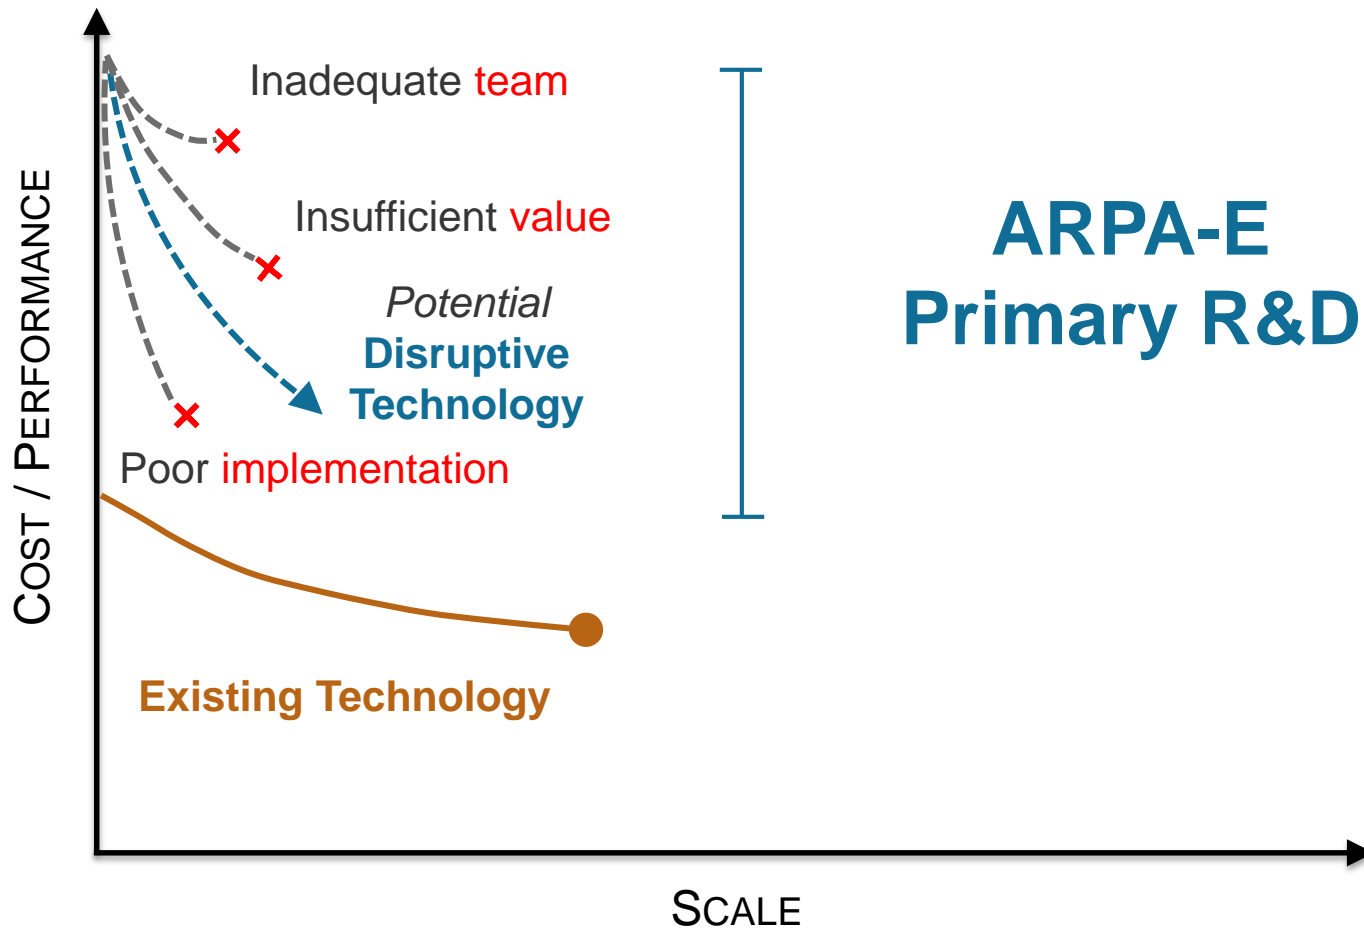 Inadequate team
Insufficient value
Potential
Disruptive
Technology
Poor implementation
Existing Technology
ARPA-E
Primary R&D
COST / PERFORMANCE
SCALE